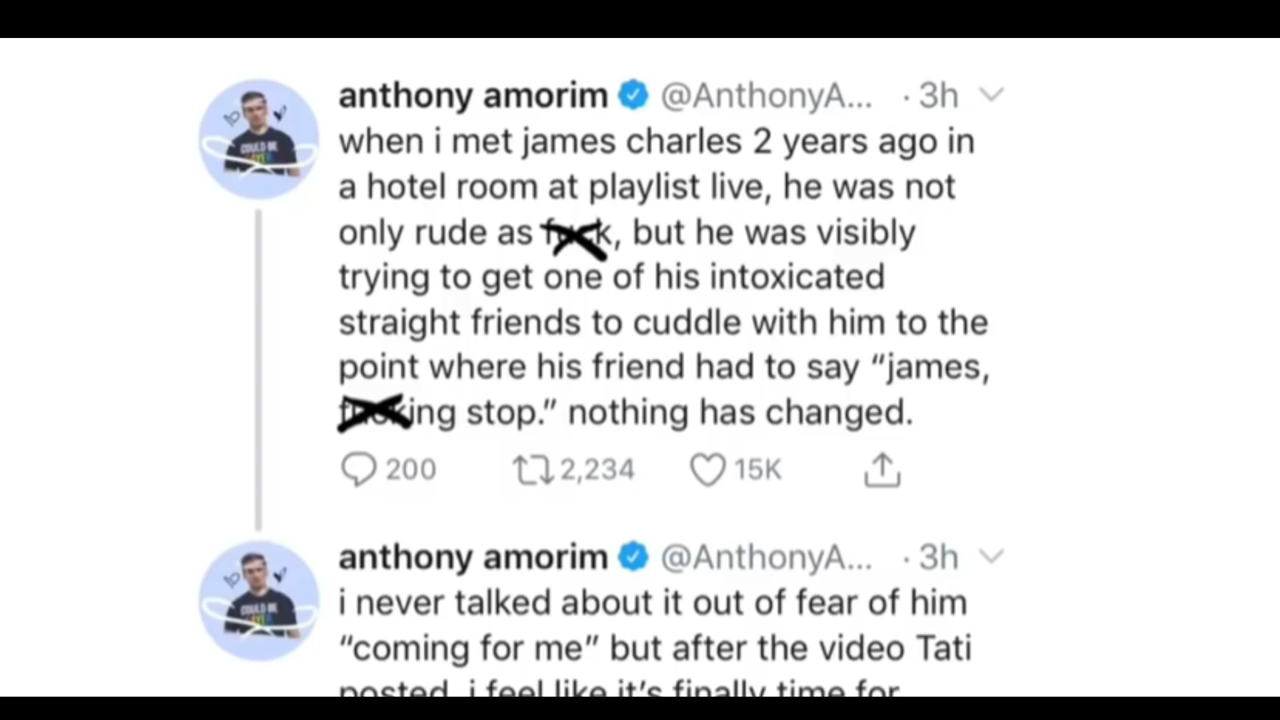 anthony amorim @AnthonyA... · 3h
when i met james charles 2 years ago in
a hotel room at playlist live, he was not
only rude as fuck, but he was visibly
trying to get one of his intoxicated
straight friends to cuddle with him to the
point where his friend had to say “james,
fucking stop.” nothing has changed.
200 2,234 15K
anthony amorim @AnthonyA... · 3h
i never talked about it out of fear of him
“coming for me” but after the video Tati
posted, i feel like it’s finally time for